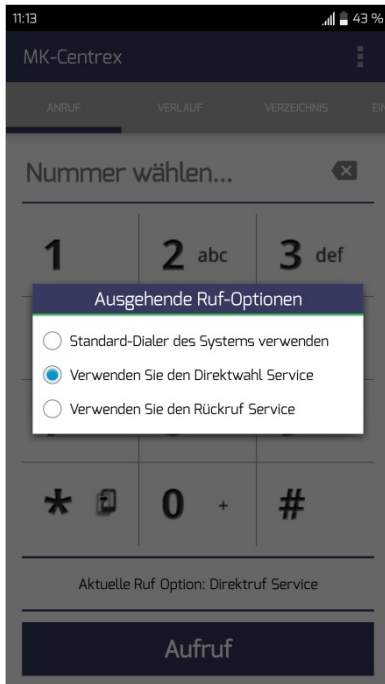 11:13
43 %
MK-Centrex
ANRUF VERLAUF VERZEICHNIS EIN
Nummer wählen...
1 2 abc 3 def
Ausgehende Ruf-Optionen
Standard-Dialer des Systems verwenden
Verwenden Sie den Direktwahl Service
Verwenden Sie den Rückruf Service
* 0 + #
Aktuelle Ruf Option: Direktruf Service
Aufruf